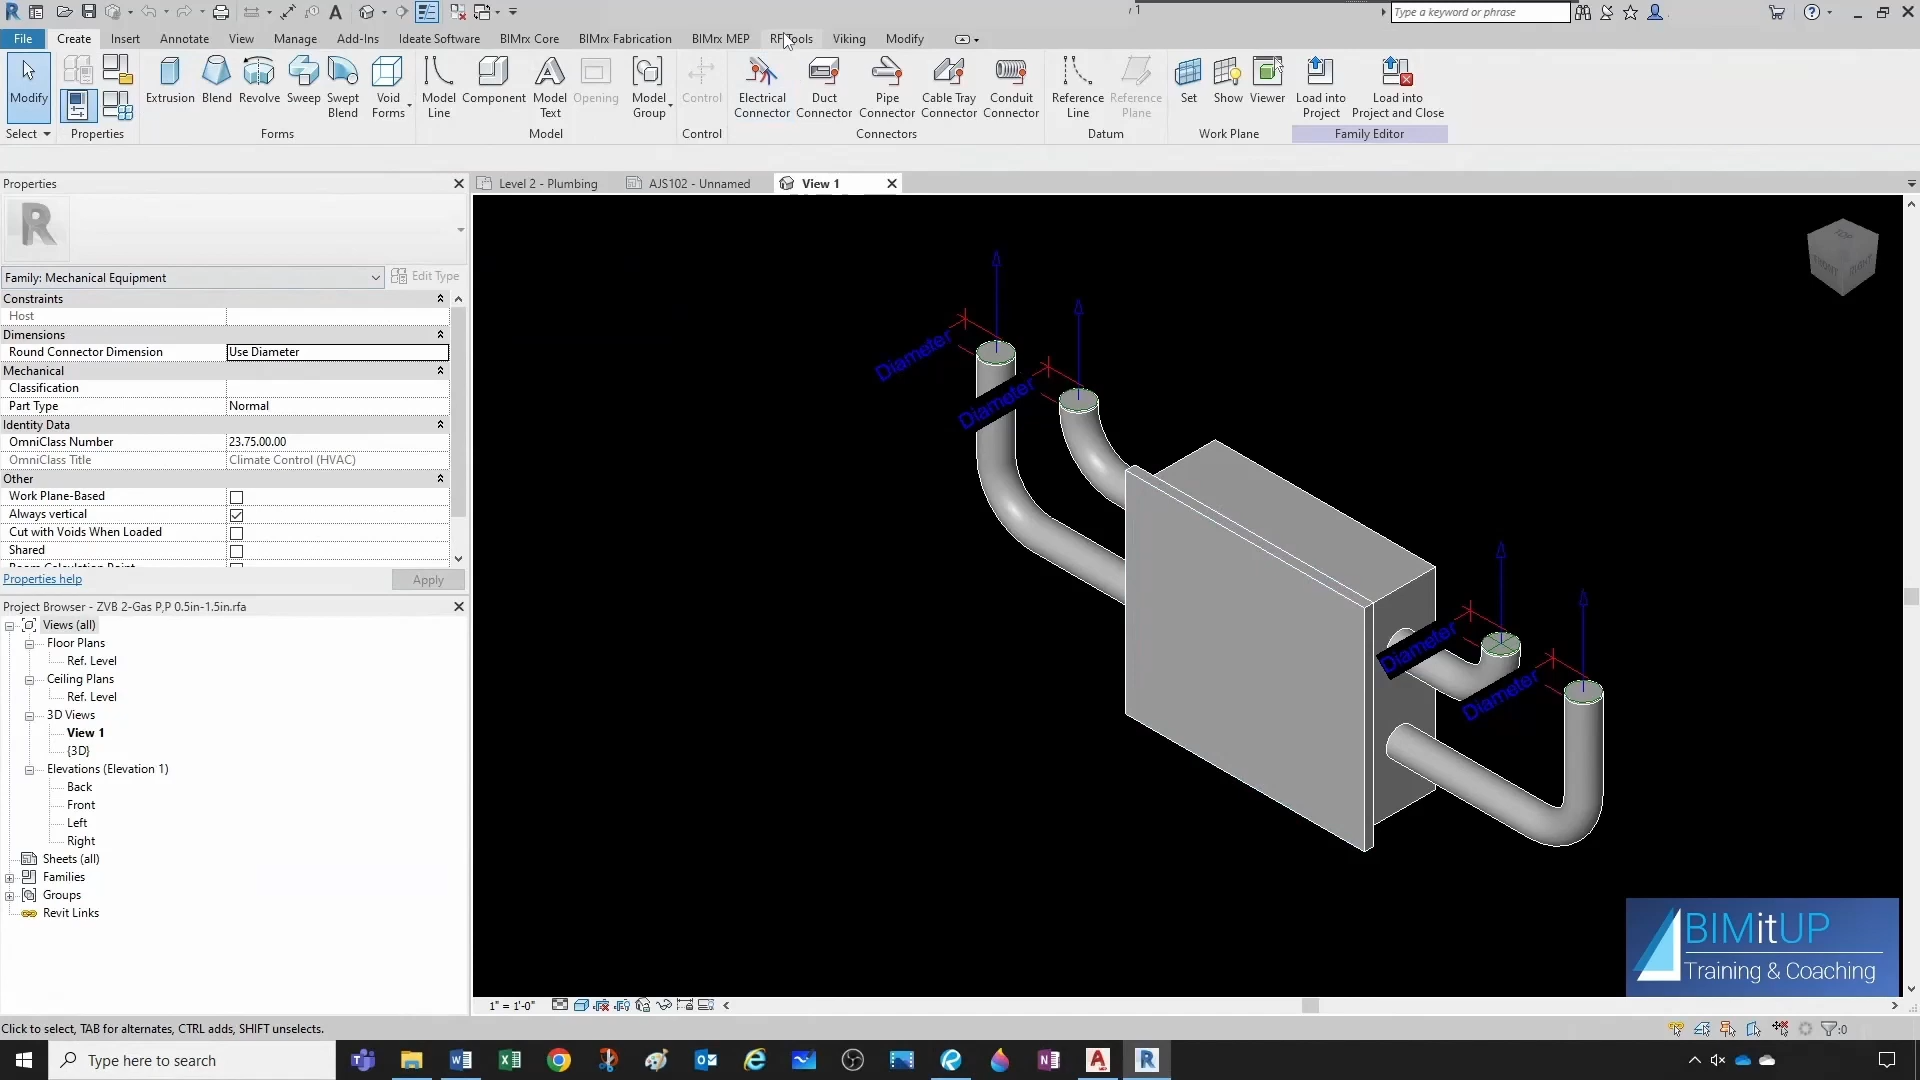 Type a keyword or phrase
File Create Insert Annotate View Manage Add-Ins Ideate Software BIMrx Core BIMrx Fabrication BIMrx MEP RF Tools Viking Modify
Modify Extrusion Blend Revolve Sweep Swept Blend Void Forms Model Line Component Model Text Opening Model Group Control Electrical Connector Duct Connector Pipe Connector Cable Tray Connector Conduit Connector Reference Line Reference Plane Set Show Viewer Load into Project Load into Project and Close
Select Properties Forms Model Control Connectors Datum Work Plane Family Editor
Properties
Level 2 - Plumbing AJS102 - Unnamed View 1
Family: Mechanical Equipment Edit Type
Constraints
Host
Dimensions
Round Connector Dimension Use Diameter
Mechanical
Classification
Part Type Normal
Identity Data
OmniClass Number 23.75.00.00
OmniClass Title Climate Control (HVAC)
Other
Work Plane-Based
Always vertical
Cut with Voids When Loaded
Shared
Properties help Apply
Project Browser - ZVB 2-Gas P,P 0.5in-1.5in.rfa
Views (all)
Floor Plans
Ref. Level
Ceiling Plans
Ref. Level
3D Views
View 1
{3D}
Elevations (Elevation 1)
Back
Front
Left
Right
Sheets (all)
Families
Groups
Revit Links
Diameter
Diameter
Diameter
Diameter
TOP
FRONT RIGHT
BIMitUP
Training & Coaching
1" = 1'-0"
Click to select, TAB for alternates, CTRL adds, SHIFT unselects.
:0
Type here to search